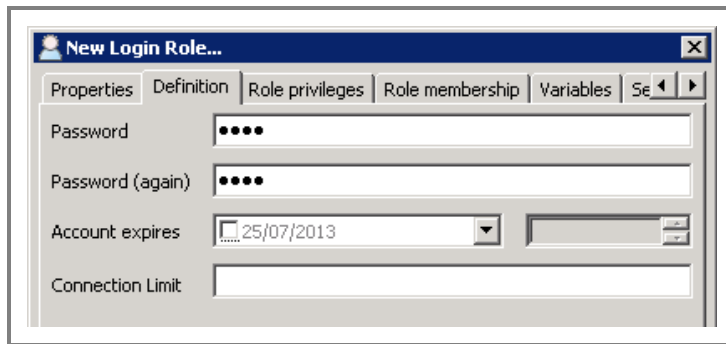 New Login Role...
Properties Definition Role privileges Role membership Variables Se
Password ••••
Password (again) ••••
Account expires 25/07/2013
Connection Limit